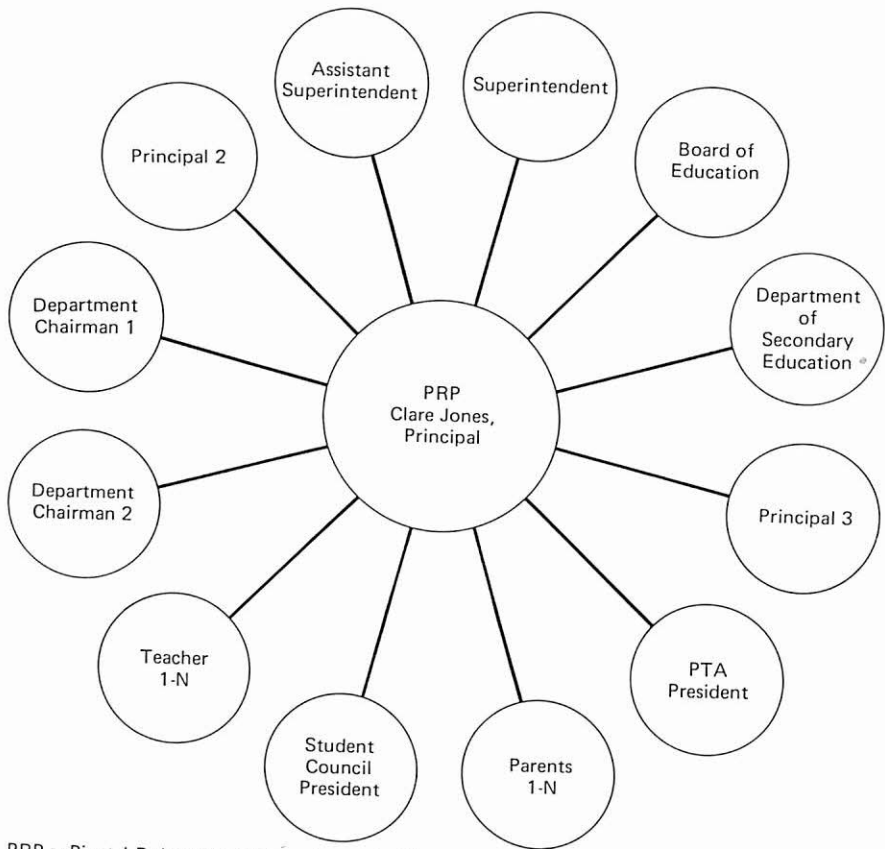 Assistant
Superintendent
Superintendent
Principal 2
Board of
Education
Department
Chairman 1
Department
of
Secondary
Education
PRP
Clare Jones,
Principal
Department
Chairman 2
Principal 3
Teacher
1-N
PTA
President
Student
Council
President
Parents
1-N
PRP